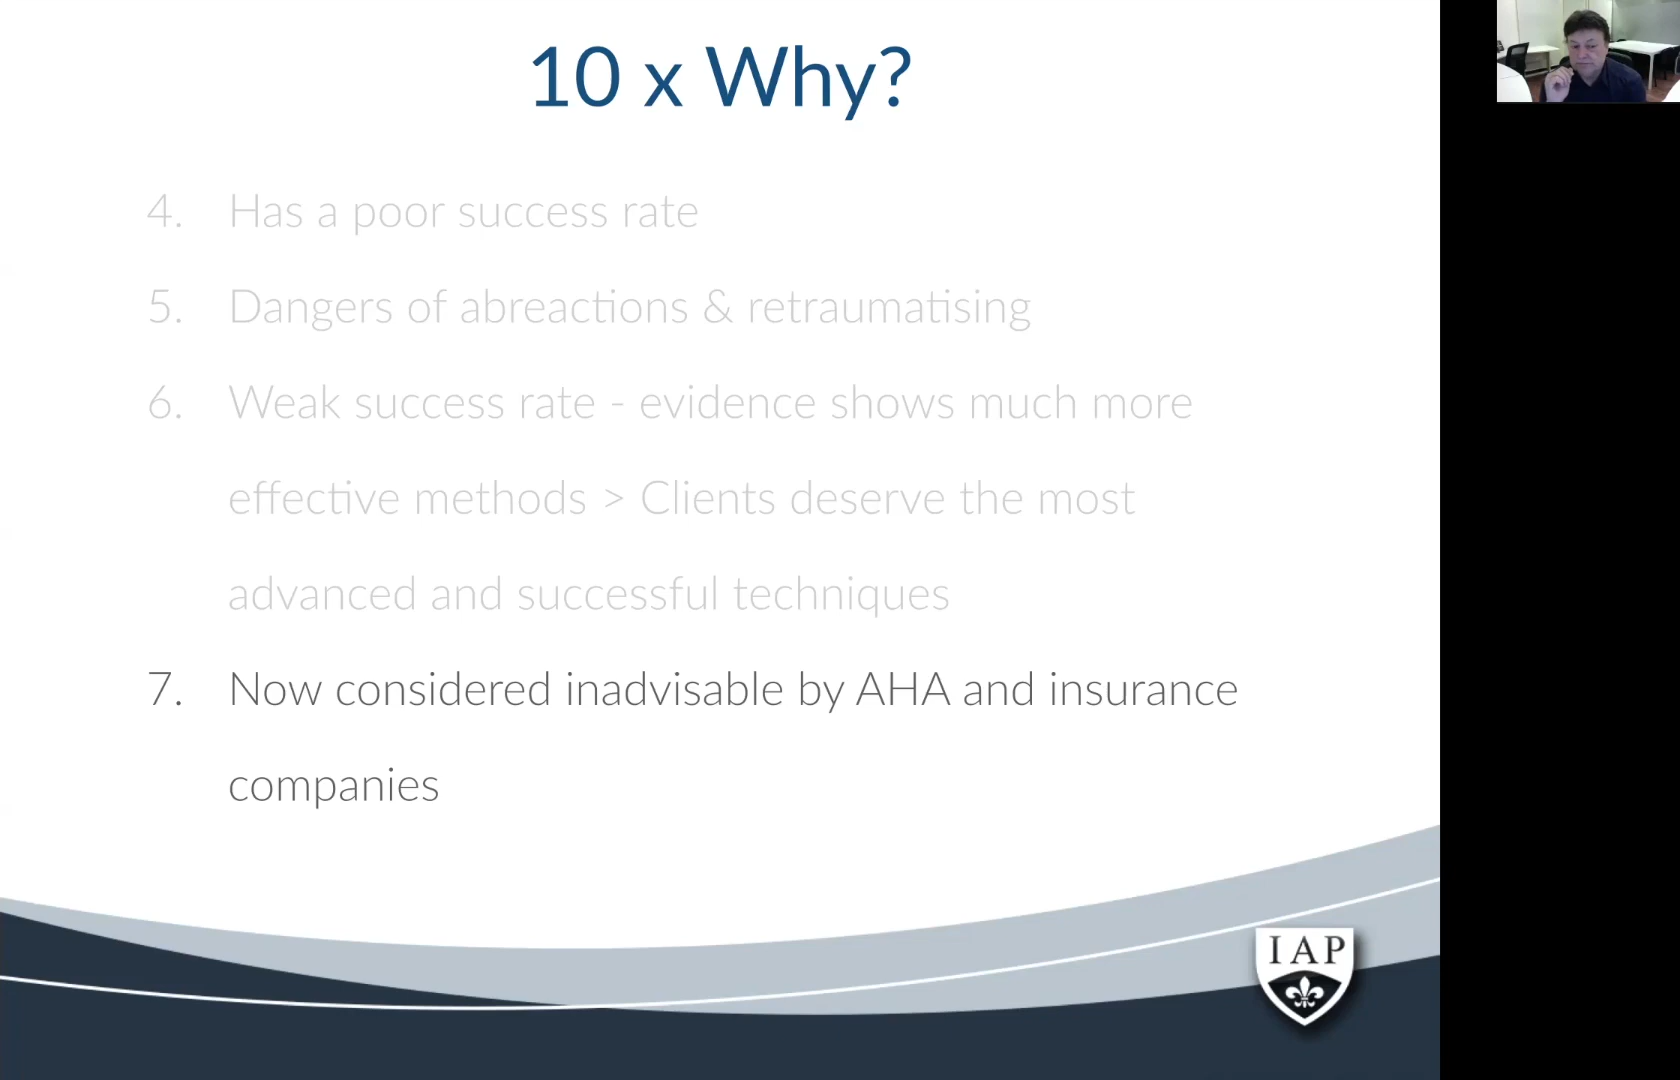 10 x Why?
4. Has a poor success rate
5. Dangers of abreactions & retraumatising
6. Weak success rate - evidence shows much more
effective methods > Clients deserve the most
advanced and successful techniques
7. Now considered inadvisable by AHA and insurance
companies
IAP